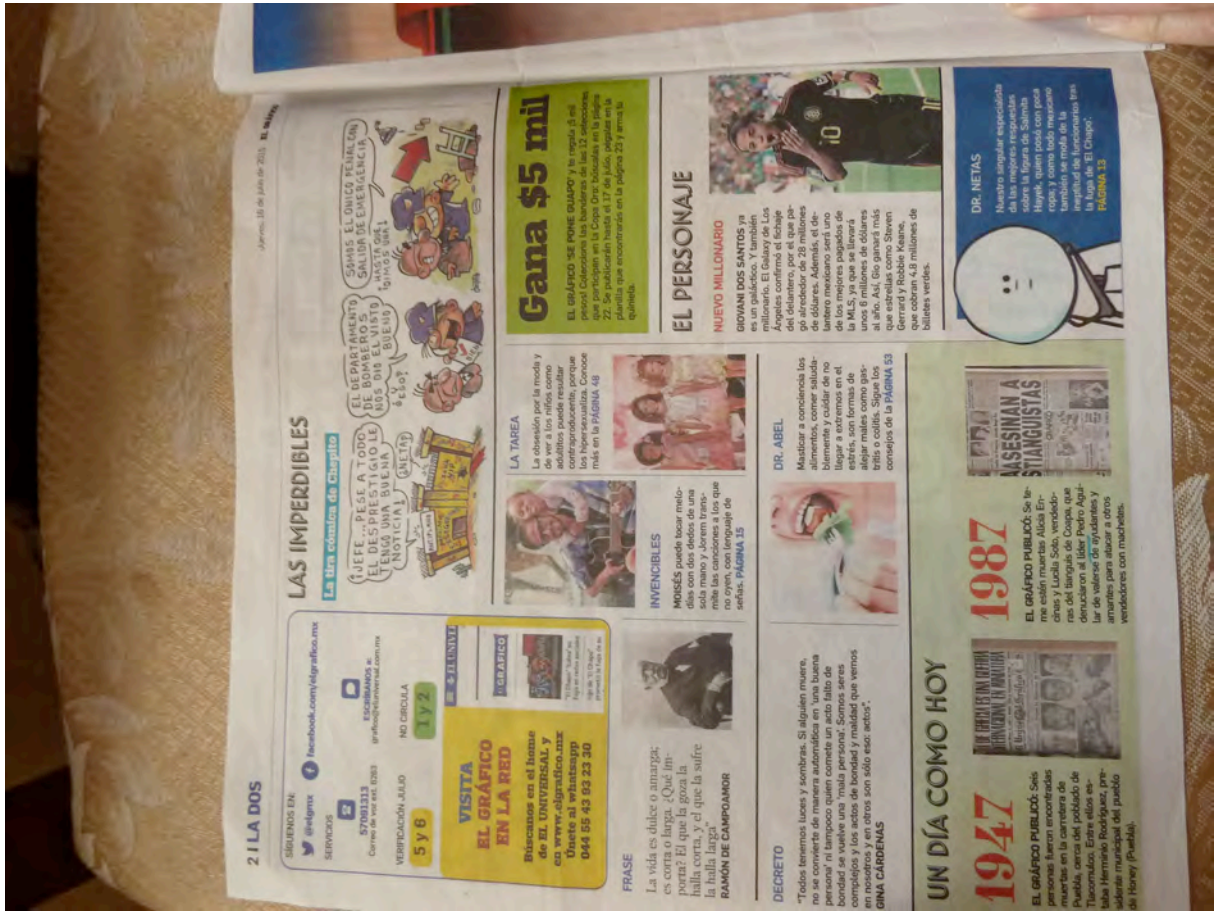 2 | LA DOS
Jueves, 16 de julio de 2015
SÍGUENOS EN:
@elgrmx
facebook.com/elgrafico.mx
SERVICIOS
57091313
Correo de voz ext. 6263
ESCRÍBANOS a:
grafico@eluniversal.com.mx
VERIFICACIÓN JULIO
5 y 6
NO CIRCULA
1 y 2
VISITA
EL GRÁFICO
EN LA RED
Búscanos en el home
de EL UNIVERSAL y
en www.elgrafico.mx
Únete al whatsapp
044 55 43 93 23 30
EL UNIVER
GRAFICO
LAS IMPERDIBLES
La tira cómica de Chepito
¡JEFE... PESE A TODO
EL DESPRESTIGIO LE
TENGO UNA BUENA
NOTICIA!
¿NETA?
EL DEPARTAMENTO
DE BOMBEROS
NOS DIO EL VISTO
BUENO
¿Y
ESO?
SOMOS EL ÚNICO PENAL CON
SALIDA DE EMERGENCIA
FRASE
La vida es dulce o amarga;
es corta o larga. ¿Qué im-
porta? El que la goza la
halla corta, y el que la sufre
la halla larga"
RAMÓN DE CAMPOAMOR
INVENCIBLES
MOISÉS puede tocar melo-
días con dos dedos de una
sola mano y Jorem trans-
mite las canciones a los que
no oyen, con lenguaje de
señas. PÁGINA 15
LA TAREA
La obsesión por la moda y
de ver a los niños como
adultitos puede resultar
contraproducente, porque
los hipersexualiza. Conoce
más en la PÁGINA 48
Gana $5 mil
EL GRÁFICO 'SE PONE GUAPO' y te regala ¡5 mil
pesos! Colecciona las banderas de las 12 selecciones
que participen en la Copa Oro: búscalas en la página
22. Se publicarán hasta el 17 de julio, pégalas en la
planilla que encontrarás en la página 23 y arma tu
quiniela.
EL PERSONAJE
NUEVO MILLONARIO
GIOVANI DOS SANTOS ya
es un galáctico. Y también
millonario. El Galaxy de Los
Ángeles confirmó el fichaje
del delantero, por el que pa-
gó alrededor de 28 millones
de dólares. Además, el de-
lantero mexicano será uno
de los mejores pagados de
la MLS, ya que se llevará
unos 6 millones de dólares
al año. Así, Gio ganará más
que estrellas como Steven
Gerrard y Robbie Keane,
que cobran 4.8 millones de
billetes verdes.
10
DECRETO
"Todos tenemos luces y sombras. Si alguien muere,
no se convierte de manera automática en 'una buena
persona' ni tampoco quien comete un acto falto de
bondad se vuelve una 'mala persona'. Somos seres
complejos y los actos de bondad y maldad que vemos
en nosotros y en otros son sólo eso: actos".
GINA CÁRDENAS
DR. ABEL
Masticar a conciencia los
alimentos, comer saluda-
blemente y cuidar de no
llegar a extremos en el
estrés, son formas de
alejar males como gas-
tritis o colitis. Sigue los
consejos de la PÁGINA 53
UN DÍA COMO HOY
1947
EL GRÁFICO PUBLICÓ: Seis
personas fueron encontradas
muertas en la carretera de
Puebla, cerca del poblado de
Tlacomulco. Entre ellos es-
taba Herminio Rodríguez, pre-
sidente municipal del pueblo
de Honey (Puebla).
1987
EL GRÁFICO PUBLICÓ: Se te-
me estén muertas Alicia En-
cinas y Lucila Soto, vendedo-
ras del tianguis de Coapa, que
denunciaron al líder Pedro Agui-
lar de valerse de ayudantes y
amantes para atacar a otros
vendedores con machetes.
ASESINAN A
TIANGUISTAS
DR. NETAS
Nuestro singular especialista
da las mejores respuestas
sobre la figura de Salmita
Hayek, quien posó con poca
ropa; y como todo mexicano
también se mofa de la
ineptitud de funcionarios tras
la fuga de 'El Chapo'.
PÁGINA 13